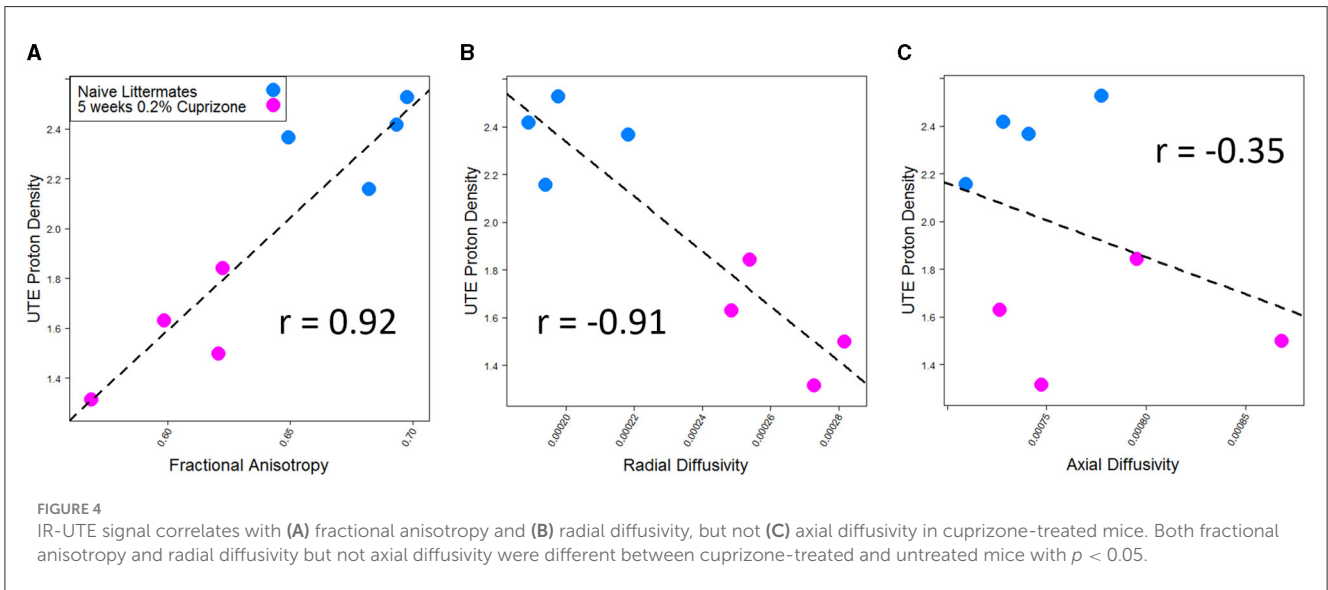 A
Naive Littermates
5 weeks 0.2% Cuprizone
UTE Proton Density
2.4
2.2
2.0
1.8
1.6
1.4
r = 0.92
0.60
0.65
0.70
Fractional Anisotropy
B
UTE Proton Density
2.4
2.2
2.0
1.8
1.6
1.4
r = -0.91
0.00020
0.00022
0.00024
0.00026
0.00028
Radial Diffusivity
C
UTE Proton Density
2.4
2.2
2.0
1.8
1.6
1.4
r = -0.35
0.00075
0.00080
0.00085
Axial Diffusivity
FIGURE 4
IR-UTE signal correlates with (A) fractional anisotropy and (B) radial diffusivity, but not (C) axial diffusivity in cuprizone-treated mice. Both fractional
anisotropy and radial diffusivity but not axial diffusivity were different between cuprizone-treated and untreated mice with p < 0.05.